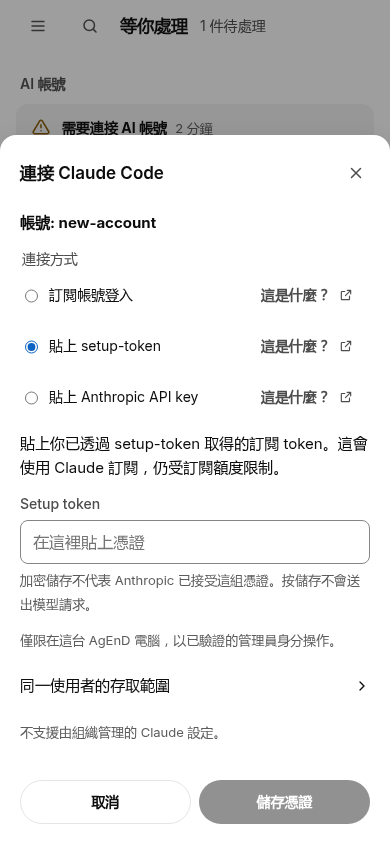 等你處理 1 件待處理
AI 帳號
需要連接 AI 帳號 2 分鐘
連接 Claude Code
帳號: new-account
連接方式
訂閱帳號登入 這是什麼？
貼上 setup-token 這是什麼？
貼上 Anthropic API key 這是什麼？
貼上你已透過 setup-token 取得的訂閱 token。這會
使用 Claude 訂閱，仍受訂閱額度限制。
Setup token
在這裡貼上憑證
加密儲存不代表 Anthropic 已接受這組憑證。按儲存不會送
出模型請求。
僅限在這台 AgEnD 電腦，以已驗證的管理員身分操作。
同一使用者的存取範圍
不支援由組織管理的 Claude 設定。
取消 儲存憑證